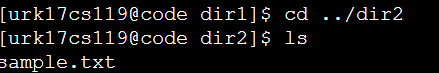 [urk17cs119@code dir1]$ cd ../dir2
[urk17cs119@code dir2]$ ls
sample.txt